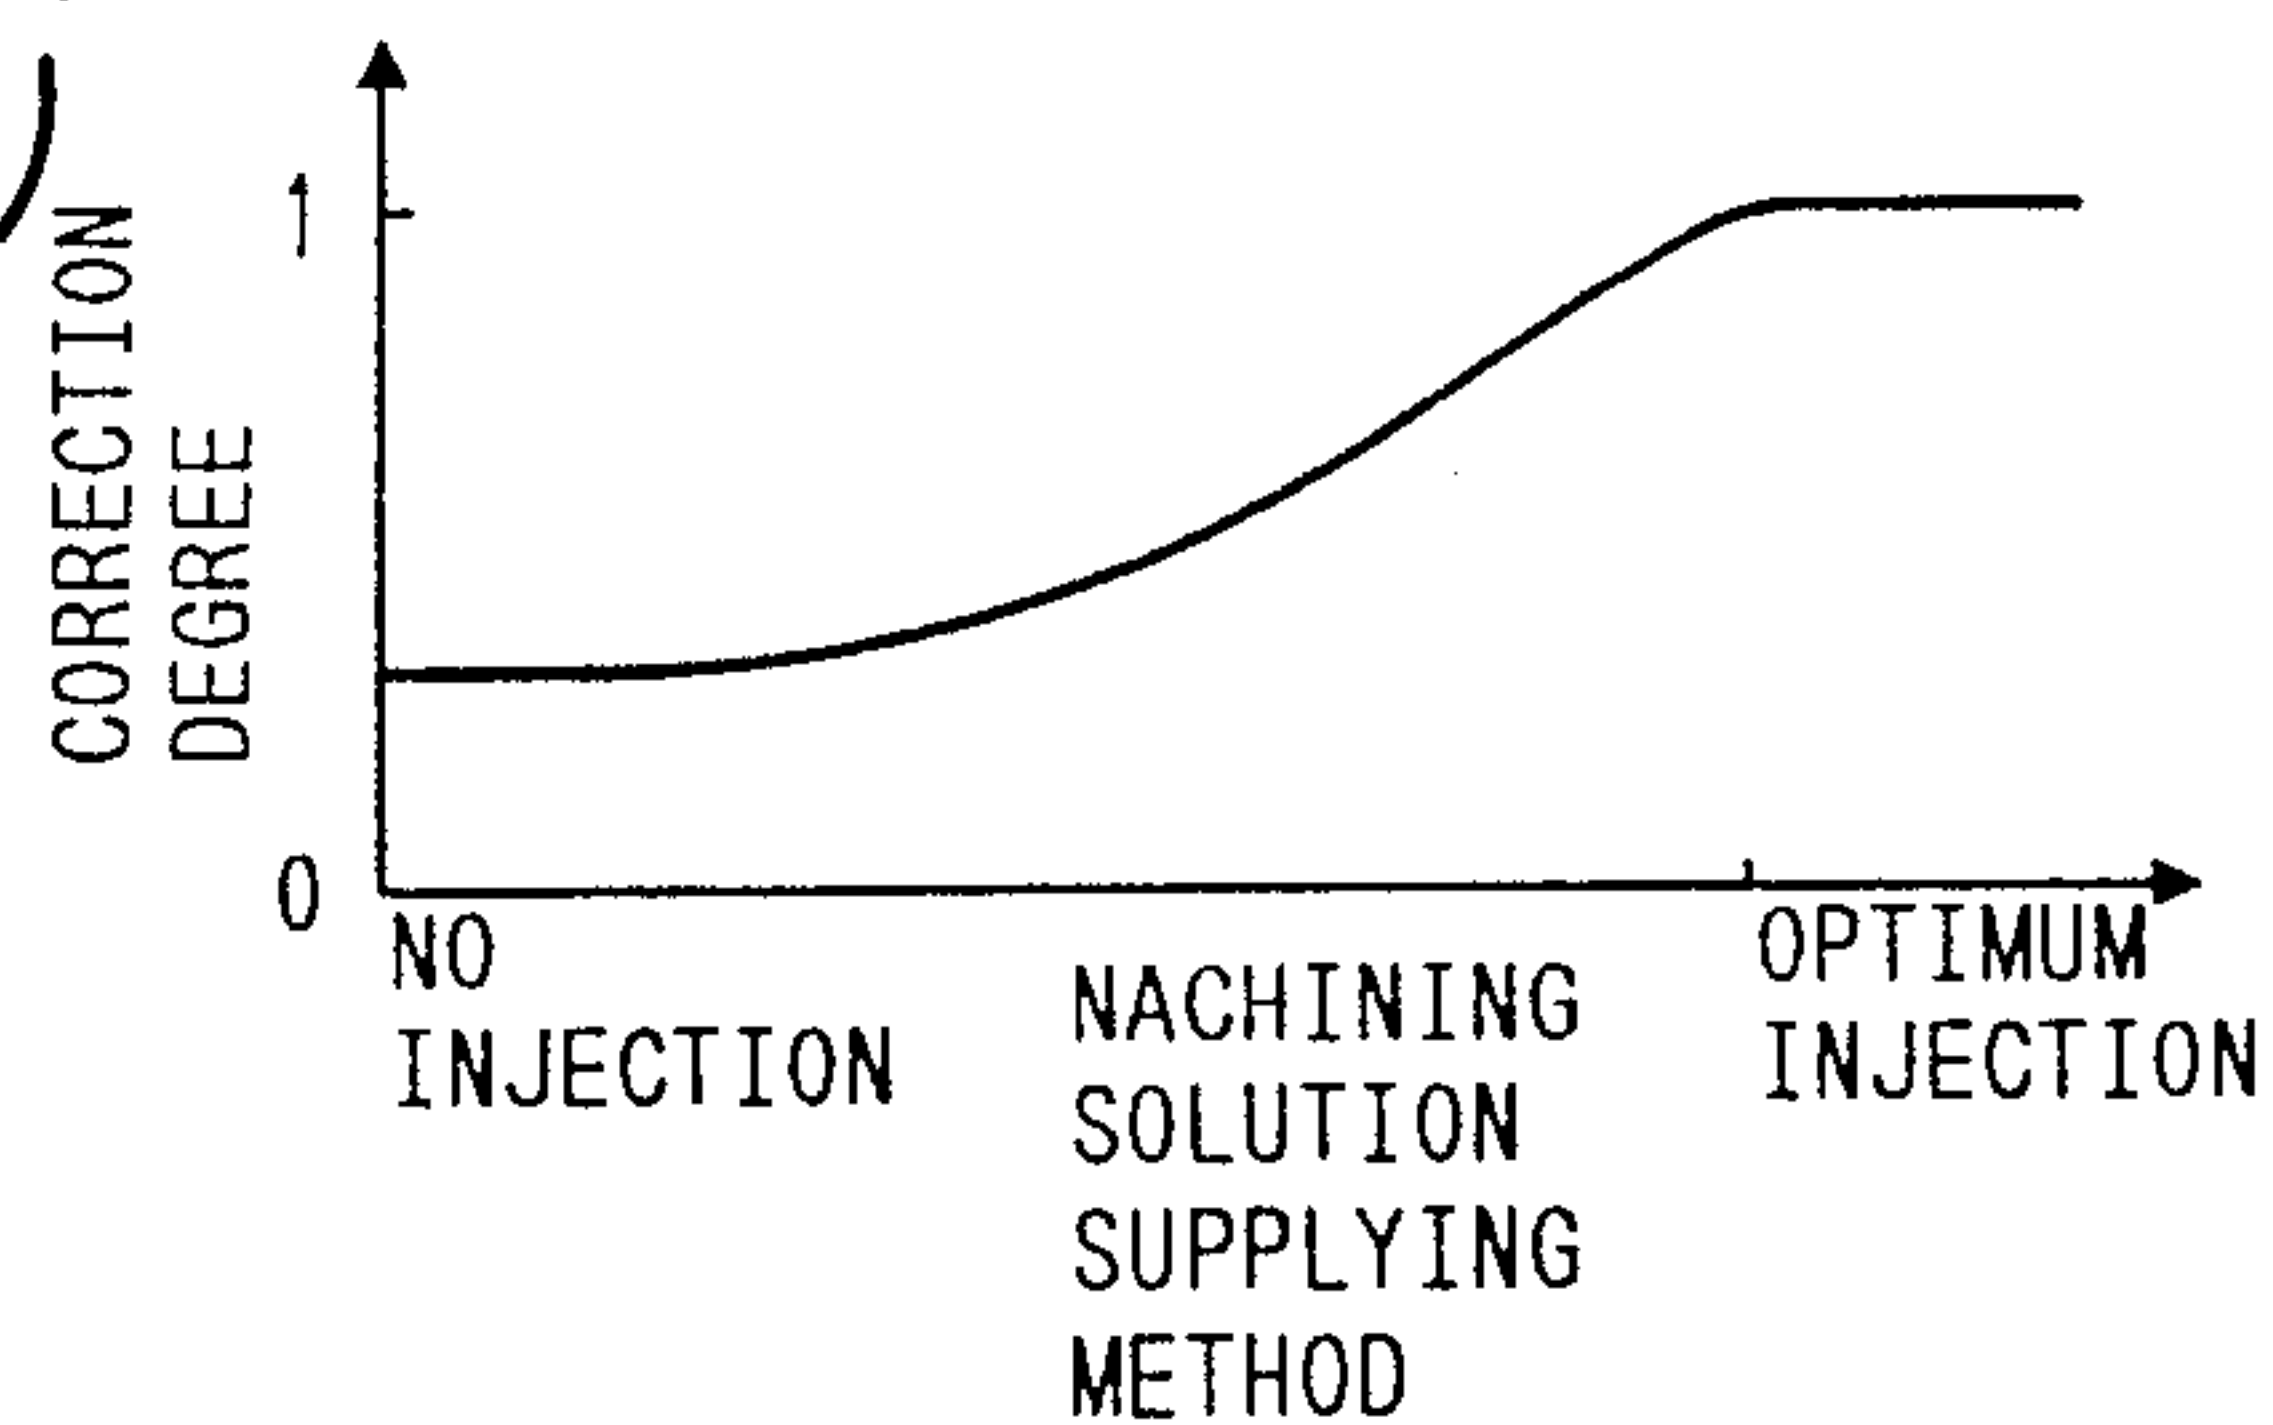 CORRECTION
DEGREE
1
0
NO
INJECTION
NACHINING
SOLUTION
SUPPLYING
METHOD
OPTIMUM
INJECTION